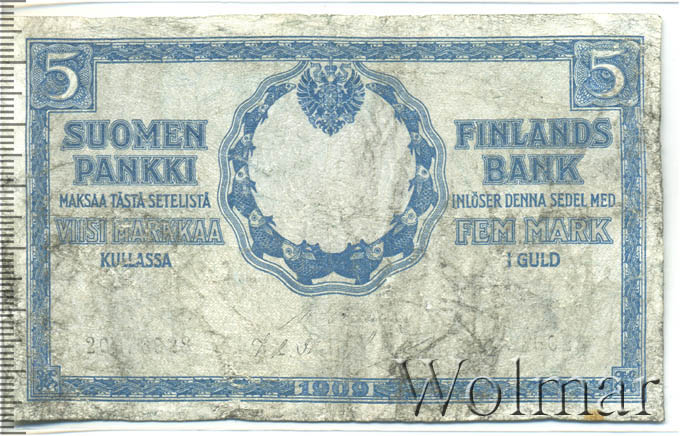 5
5
SUOMEN
PANKKI
MAKSAA TÄSTÄ SETELISTÄ
VIISI MARKKAA
KULLASSA
FINLANDS
BANK
INLÖSER DENNA SEDEL MED
FEM MARK
I GULD
1909
Wolmar